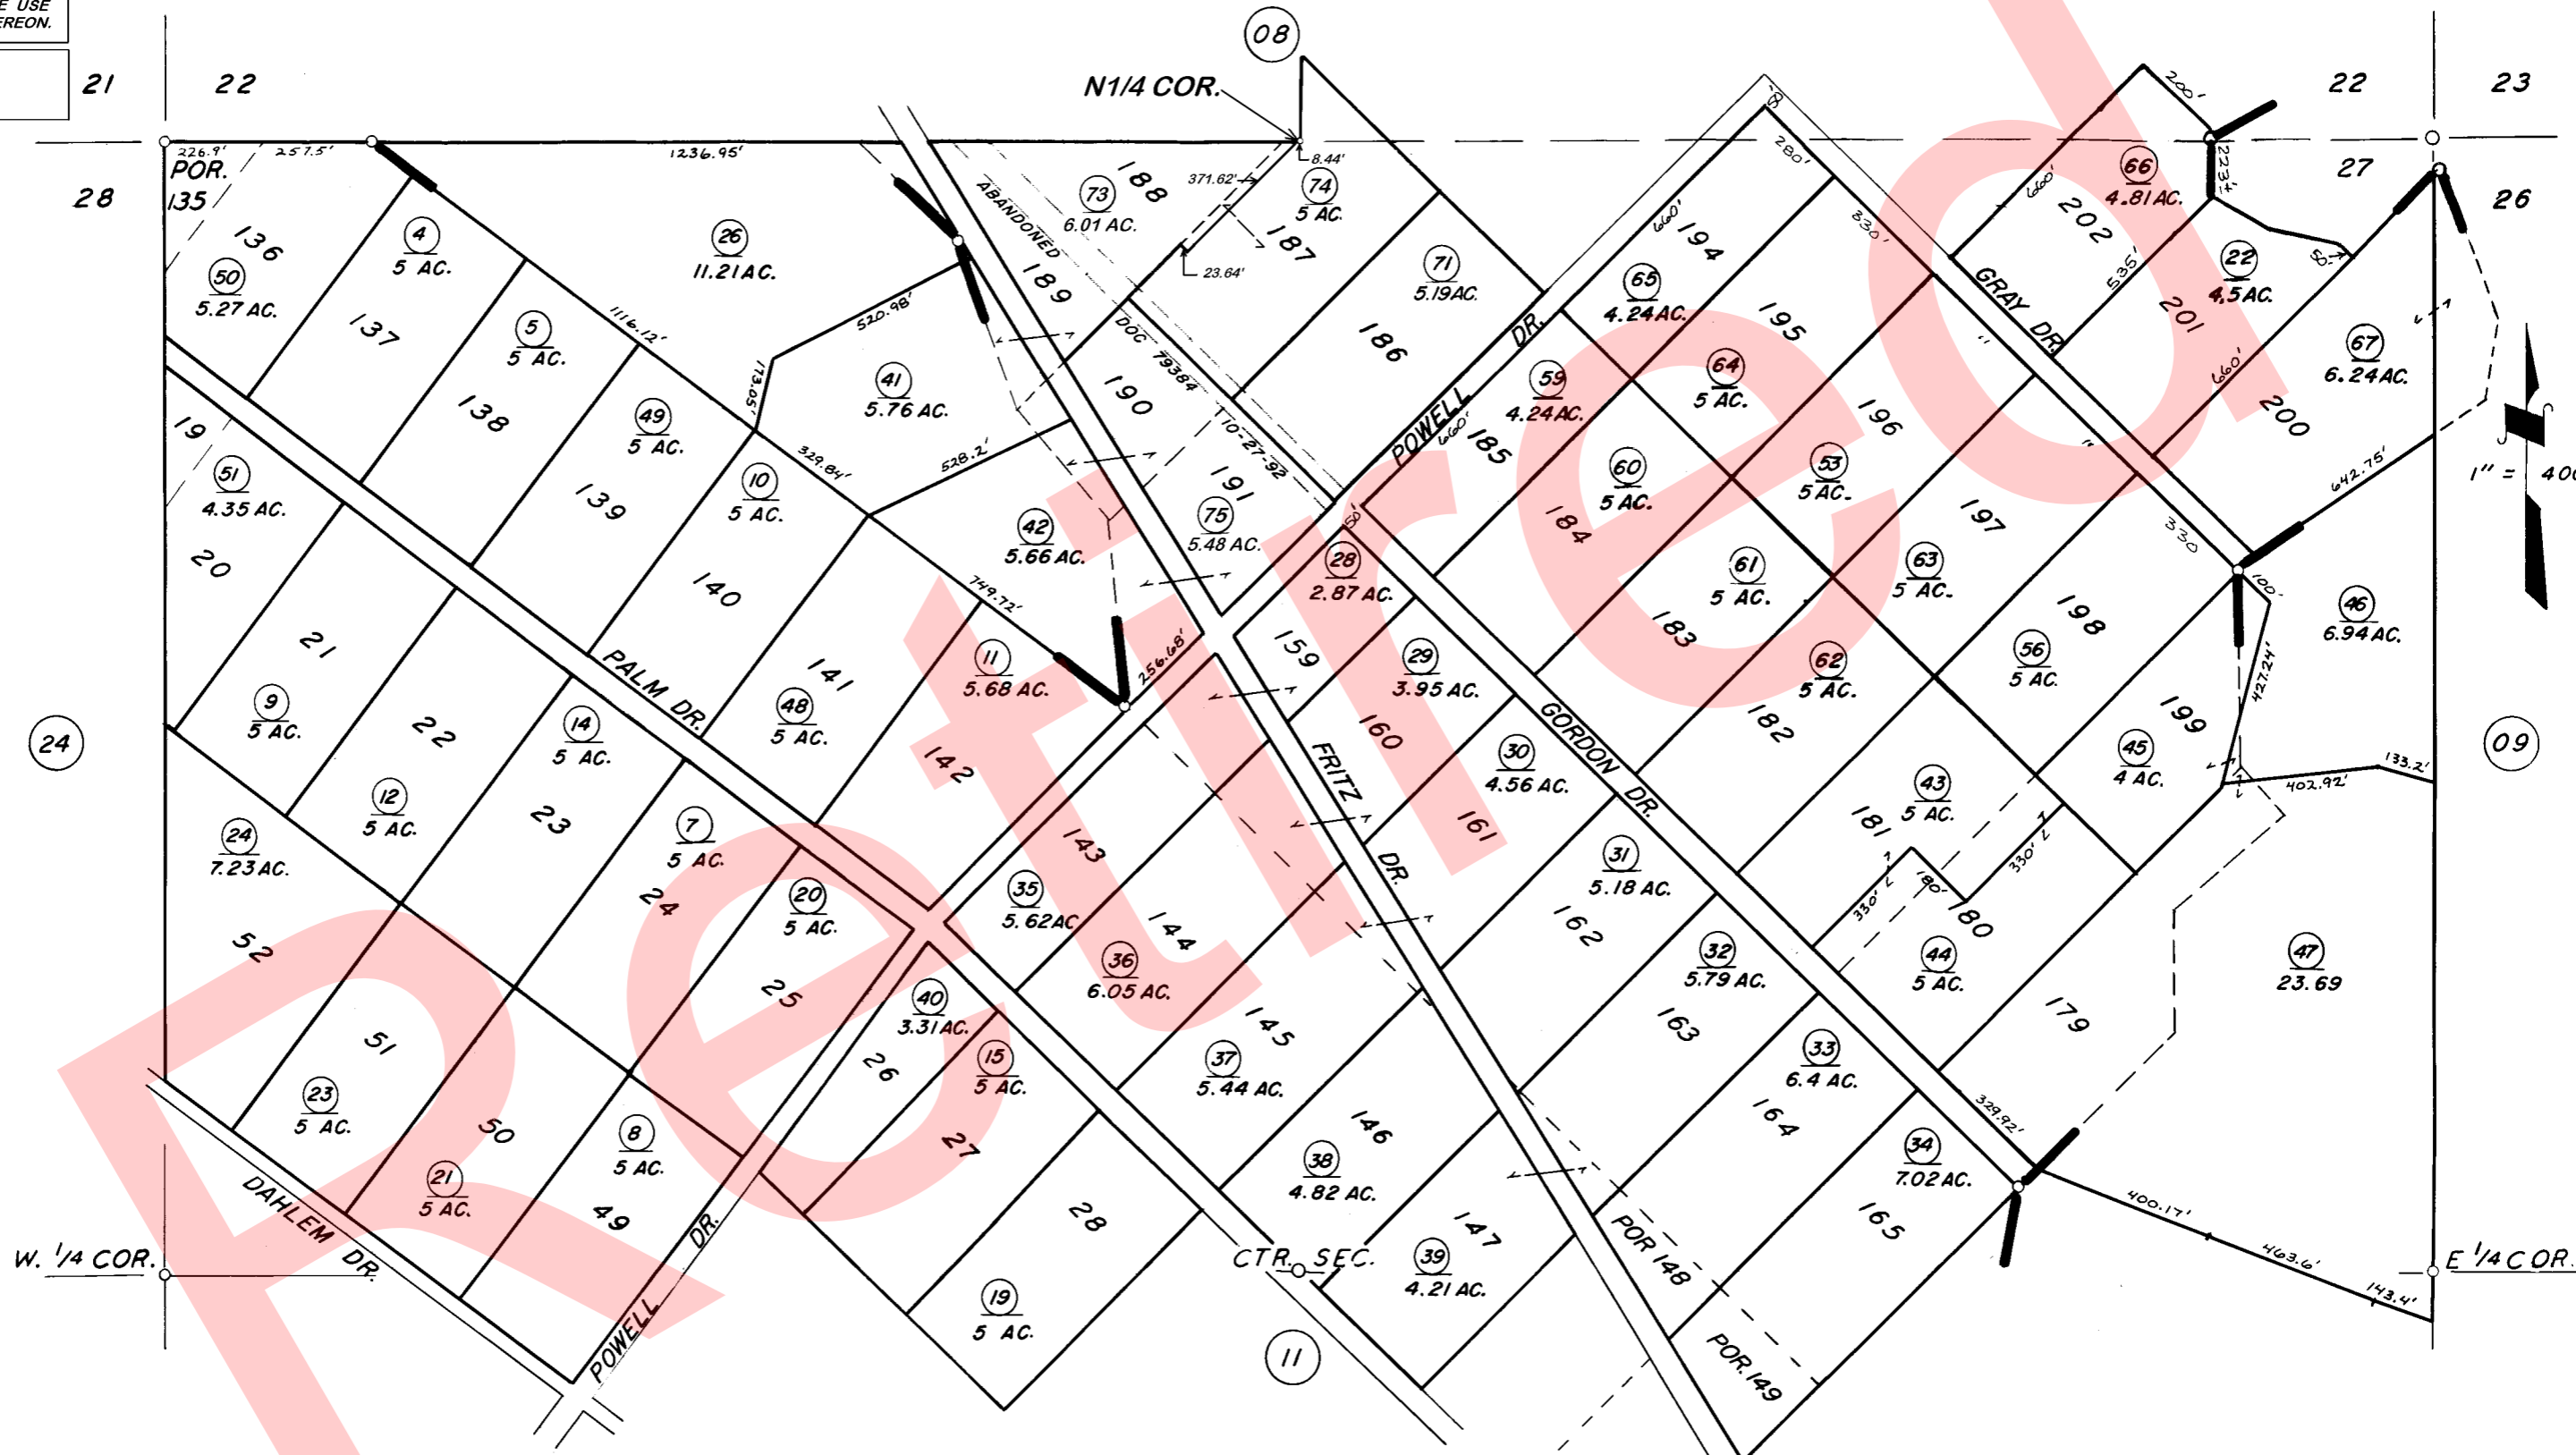 E USE
EREON.
08
N1/4 COR.
21
22
22
23
28
27
26
226.9'
257.5'
1236.95'
8.44'
371.62'
23.64'
POR.
135
136
50
5.27 AC.
4
5 AC.
137
5
5 AC.
138
1116.12'
49
5 AC.
139
26
11.21 AC.
520.98'
173.05'
41
5.76 AC.
329.84'
528.2'
10
5 AC.
140
42
5.66 AC.
749.72'
256.68'
ABANDONED
DOC 79384
10-27-92
73
6.01 AC.
188
189
190
191
75
5.48 AC.
74
5 AC.
187
71
5.19 AC.
186
POWELL DR.
660'
50'
660'
280'
330'
194
65
4.24 AC.
195
59
4.24 AC.
185
64
5 AC.
196
60
5 AC.
184
53
5 AC.
197
61
5 AC.
183
63
5 AC.
198
62
5 AC.
182
56
5 AC.
199
45
4 AC.
200'
66
4.81 AC.
660'
202
223.7'
535'
50'
22
4.5 AC.
201
GRAY DR.
660'
67
6.24 AC.
200
642.75'
330
100'
427.24'
46
6.94 AC.
402.92'
133.2'
1" = 400
09
24
19
51
4.35 AC.
20
21
9
5 AC.
22
12
5 AC.
PALM DR.
14
5 AC.
23
7
5 AC.
24
20
5 AC.
25
141
48
5 AC.
11
5.68 AC.
142
24
7.23 AC.
52
51
23
5 AC.
50
21
5 AC.
8
5 AC.
49
DAHLEM DR.
POWELL DR.
W. 1/4 COR.
40
3.31 AC.
26
15
5 AC.
27
28
19
5 AC.
143
35
5.62 AC
144
36
6.05 AC.
145
37
5.44 AC.
146
38
4.82 AC.
147
39
4.21 AC.
CTR. SEC.
11
28
2.87 AC.
159
29
3.95 AC.
160
30
4.56 AC.
161
31
5.18 AC.
162
32
5.79 AC.
163
33
6.4 AC.
164
34
7.02 AC.
165
FRITZ DR.
GORDON DR.
POR 148
POR. 149
43
5 AC.
181
330'
180'
330'
180
44
5 AC.
179
47
23.69
329.92'
400.17'
463.6'
143.4'
E 1/4 COR.
Retired